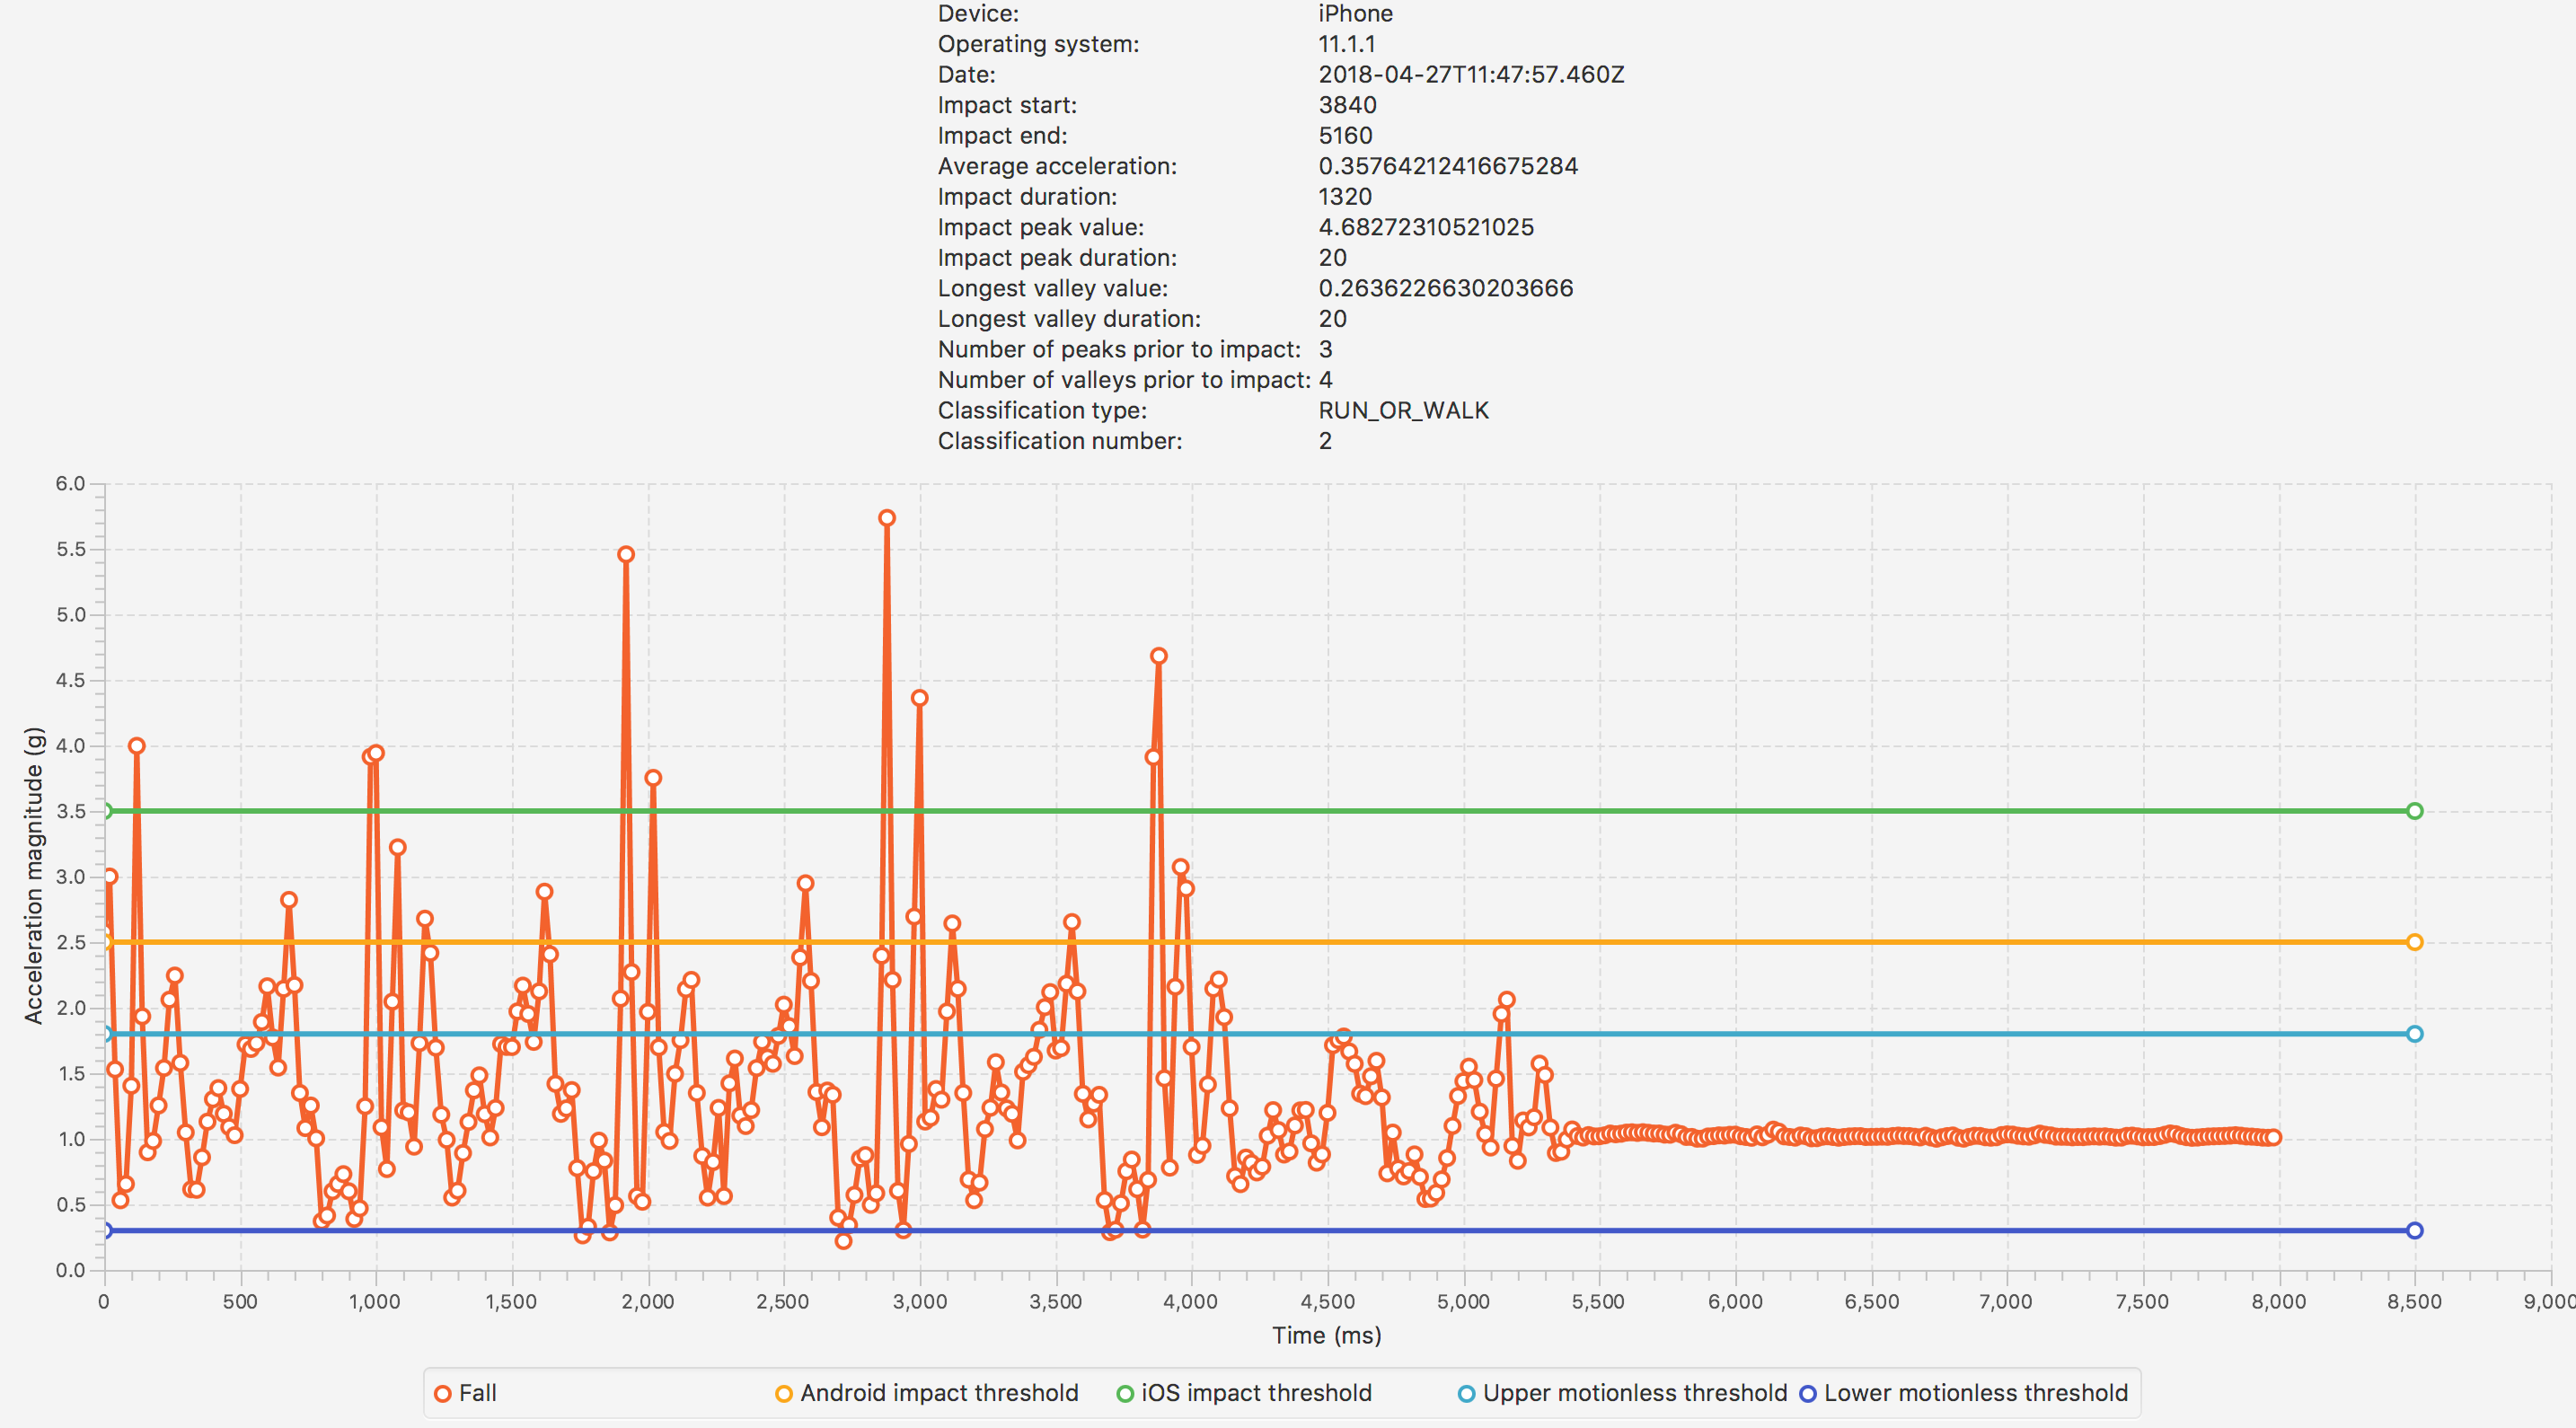 Device: iPhone
Operating system: 11.1.1
Date: 2018-04-27T11:47:57.460Z
Impact start: 3840
Impact end: 5160
Average acceleration: 0.35764212416675284
Impact duration: 1320
Impact peak value: 4.68272310521025
Impact peak duration: 20
Longest valley value: 0.2636226630203666
Longest valley duration: 20
Number of peaks prior to impact: 3
Number of valleys prior to impact: 4
Classification type: RUN_OR_WALK
Classification number: 2
Acceleration magnitude (g)
6.0
5.5
5.0
4.5
4.0
3.5
3.0
2.5
2.0
1.5
1.0
0.5
0.0
0 500 1,000 1,500 2,000 2,500 3,000 3,500 4,000 4,500 5,000 5,500 6,000 6,500 7,000 7,500 8,000 8,500 9,000
Time (ms)
Fall Android impact threshold iOS impact threshold Upper motionless threshold Lower motionless threshold